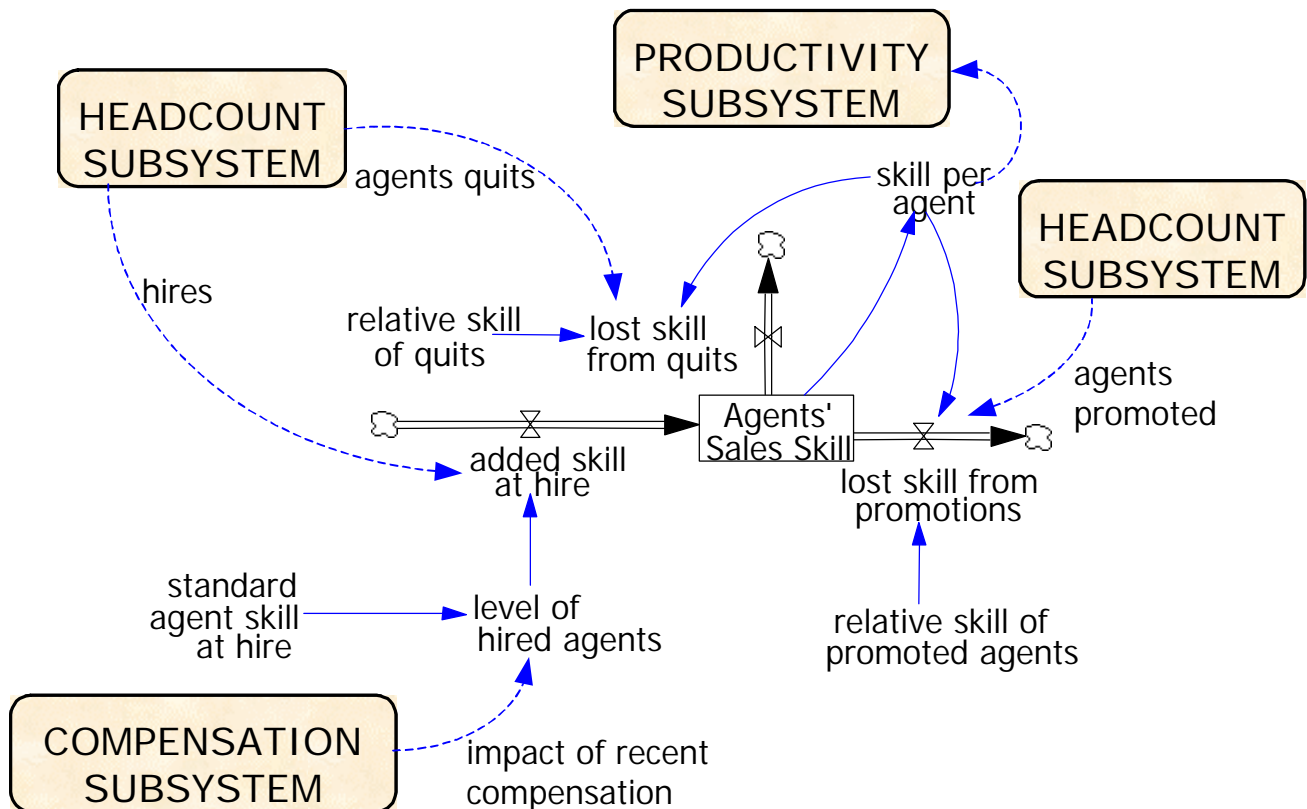 PRODUCTIVITY
SUBSYSTEM
HEADCOUNT
SUBSYSTEM
agents quits
skill per
agent
HEADCOUNT
SUBSYSTEM
hires
relative skill
of quits
lost skill
from quits
agents
promoted
Agents'
Sales Skill
added skill
at hire
lost skill from
promotions
standard
agent skill
at hire
level of
hired agents
relative skill of
promoted agents
COMPENSATION
SUBSYSTEM
impact of recent
compensation